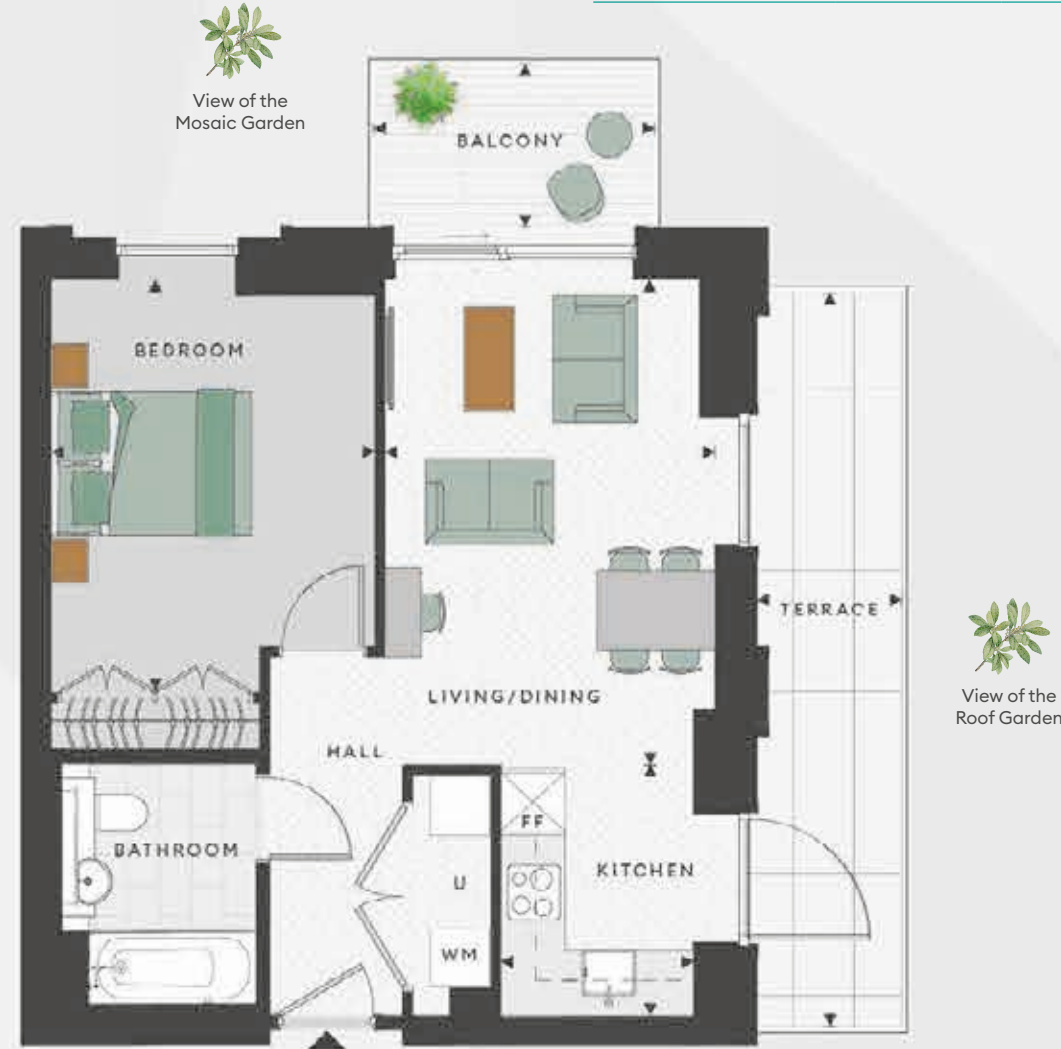 View of the
Mosaic Garden
BALCONY
BEDROOM
TERRACE
View of the
Roof Garden
LIVING/DINING
HALL
FF
BATHROOM
KITCHEN
U
WM